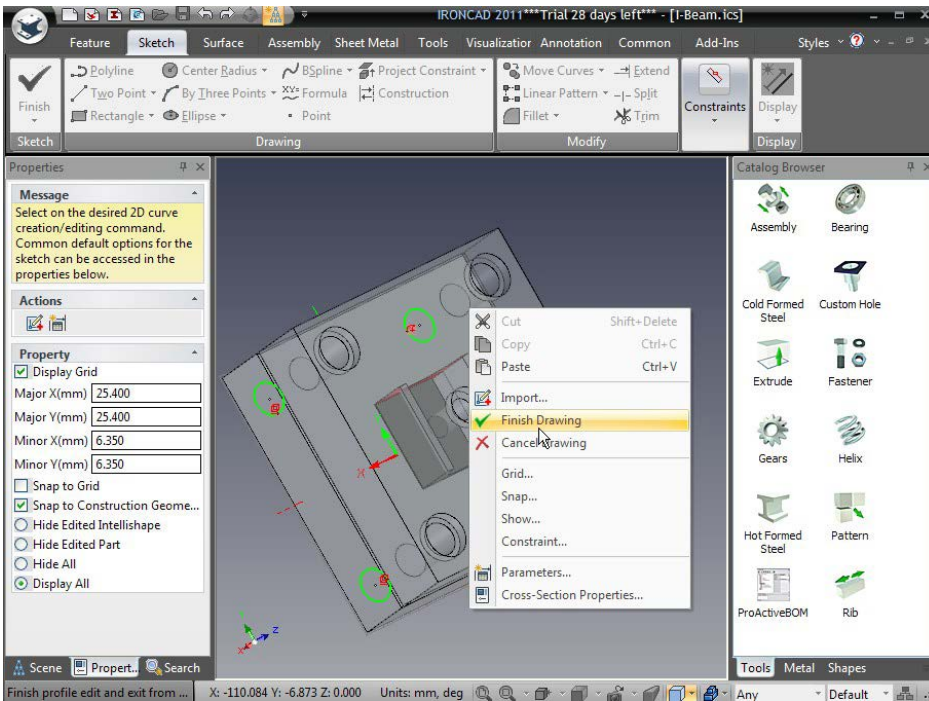 IRONCAD 2011***Trial 28 days left*** - [I-Beam.ics]
Feature Sketch Surface Assembly Sheet Metal Tools Visualization Annotation Common Add-Ins Styles
Polyline Center Radius BSpline Project Constraint Move Curves Extend
Two Point By Three Points Formula Construction Linear Pattern Split
Rectangle Ellipse Point Fillet Trim
Finish Constraints Display
Sketch Drawing Modify Display
Properties
Message
Select on the desired 2D curve
creation/editing command.
Common default options for the
sketch can be accessed in the
properties below.
Actions
Property
Display Grid
Major X(mm) 25.400
Major Y(mm) 25.400
Minor X(mm) 6.350
Minor Y(mm) 6.350
Snap to Grid
Snap to Construction Geome...
Hide Edited Intellishape
Hide Edited Part
Hide All
Display All
Scene Propert... Search
X
X
Z
Cut Shift+Delete
Copy Ctrl+C
Paste Ctrl+V
Import...
Finish Drawing
Cancel Drawing
Grid...
Snap...
Show...
Constraint...
Parameters...
Cross-Section Properties...
Catalog Browser
Assembly Bearing
Cold Formed
Steel
Custom Hole
Extrude Fastener
Gears Helix
Hot Formed
Steel
Pattern
ProActiveBOM Rib
Tools Metal Shapes
Finish profile edit and exit from ... X: -110.084 Y: -6.873 Z: 0.000 Units: mm, deg Any Default